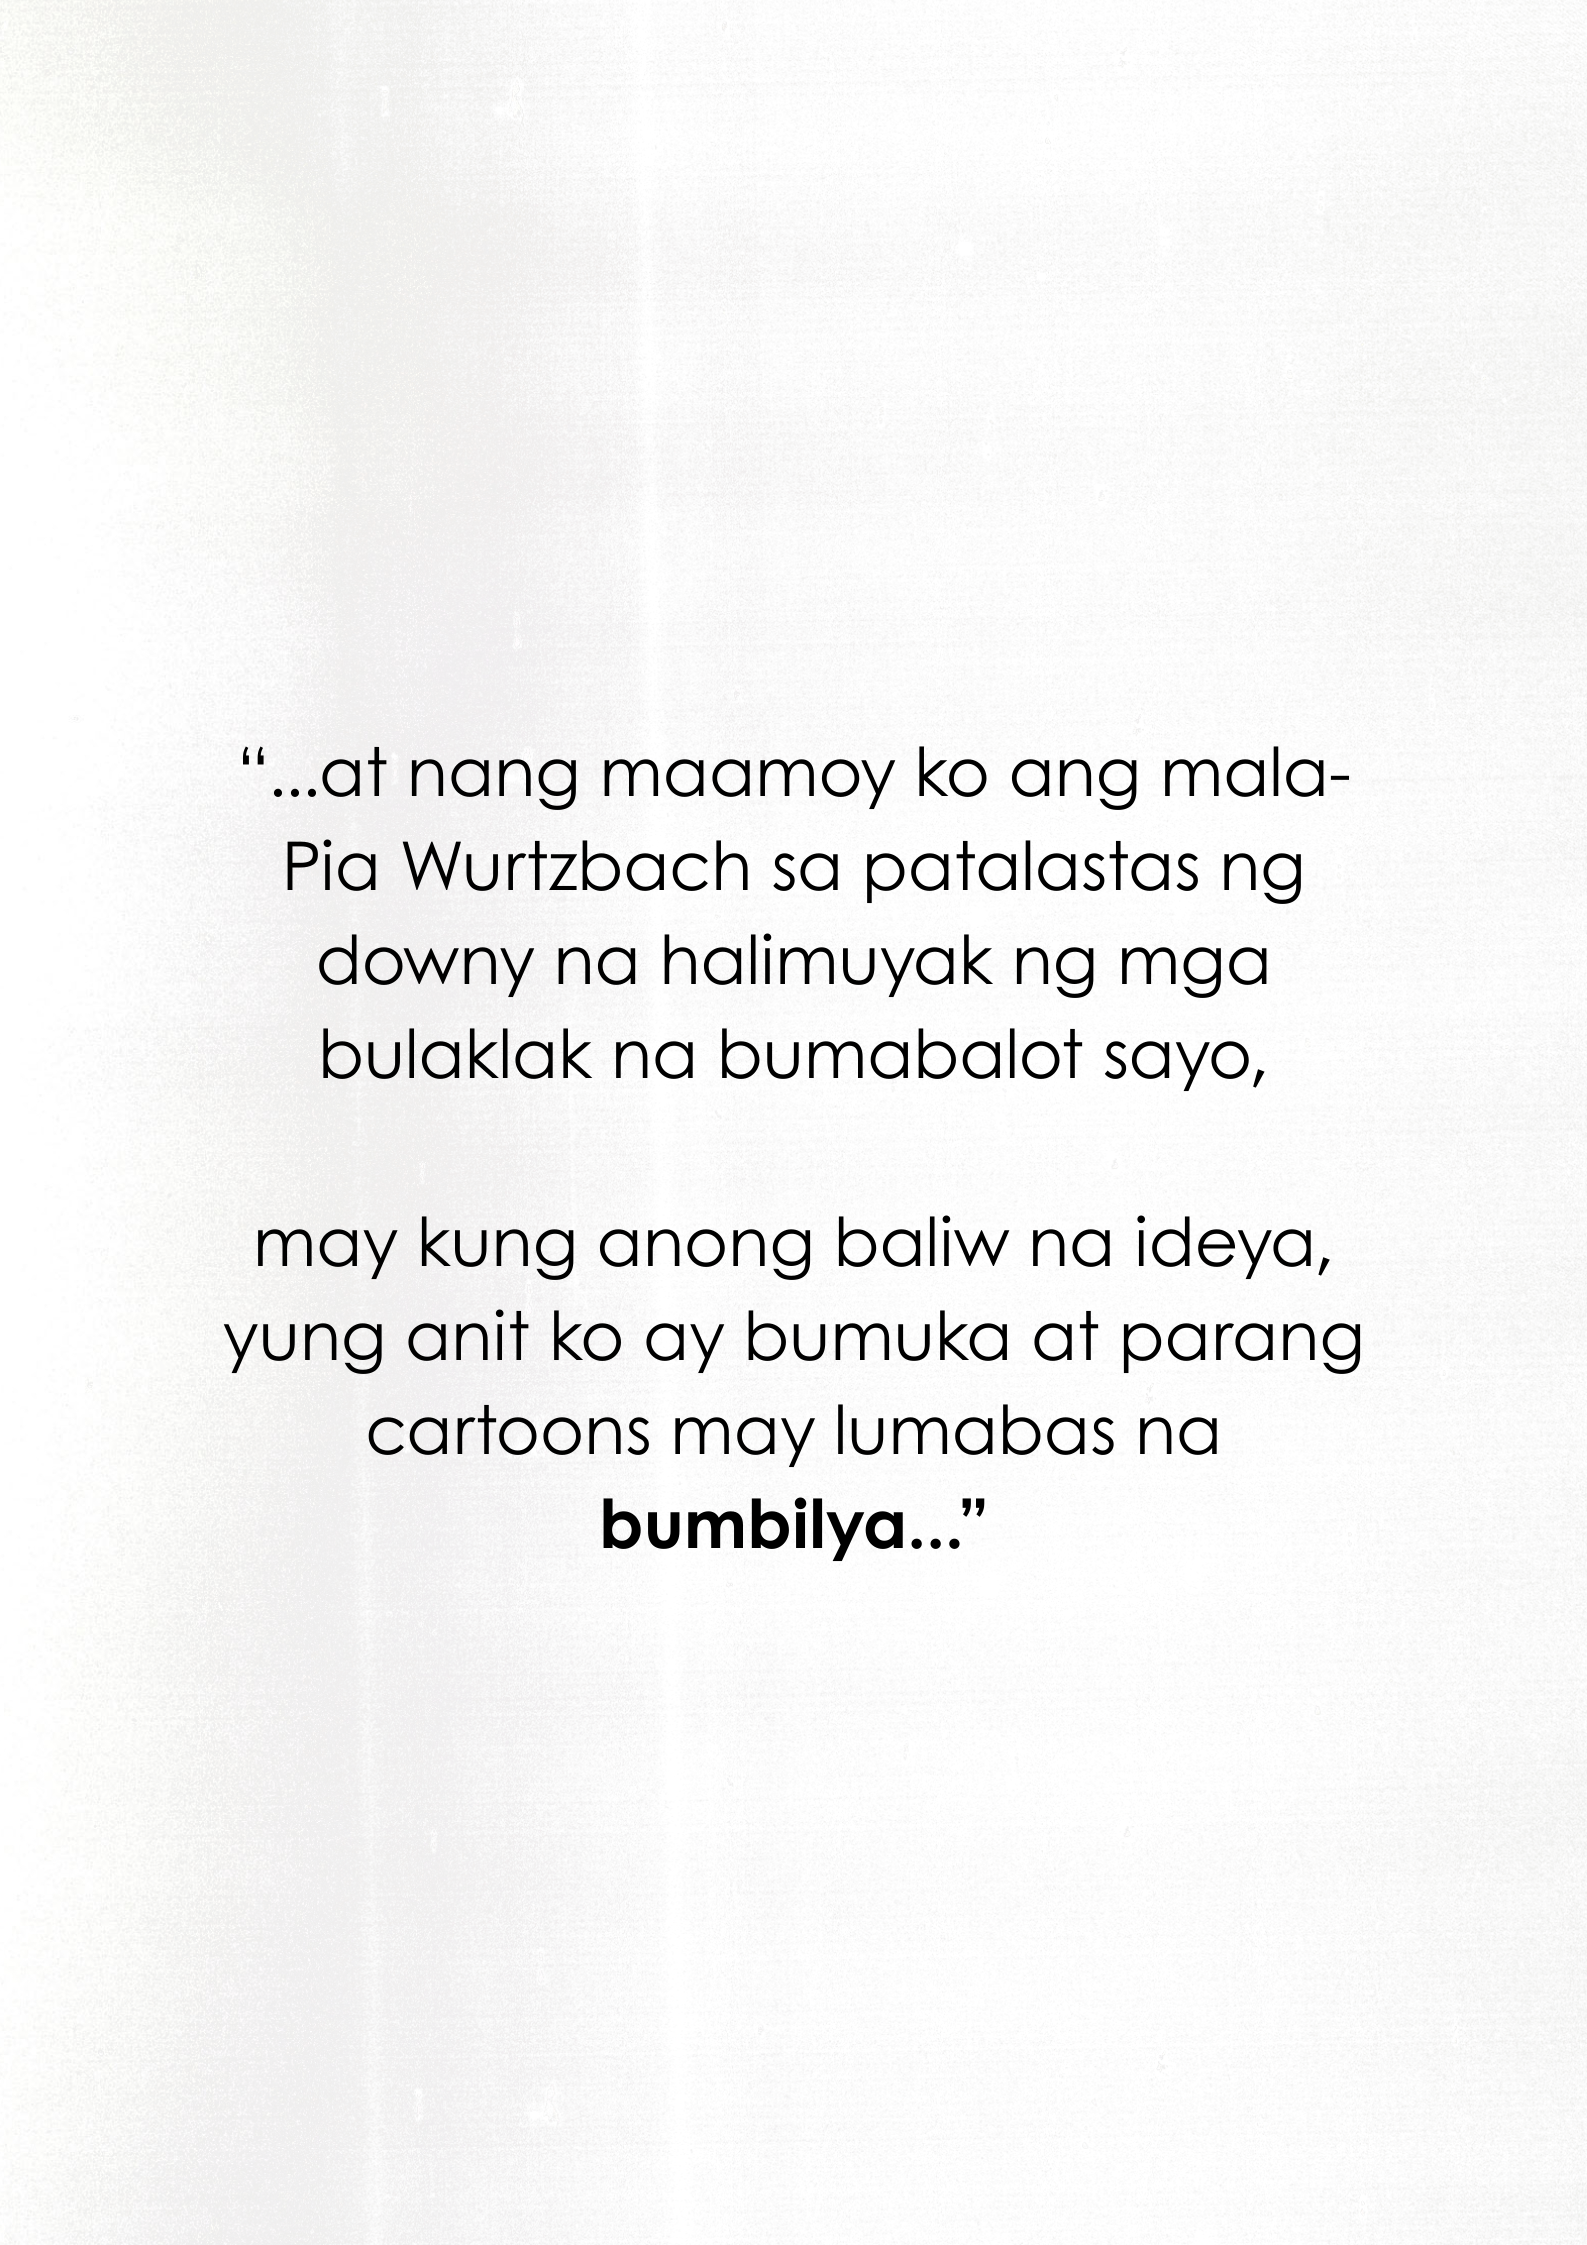 “...at nang maamoy ko ang mala-
Pia Wurtzbach sa patalastas ng
downy na halimuyak ng mga
bulaklak na bumabalot sayo,
may kung anong baliw na ideya,
yung anit ko ay bumuka at parang
cartoons may lumabas na
bumbilya...”